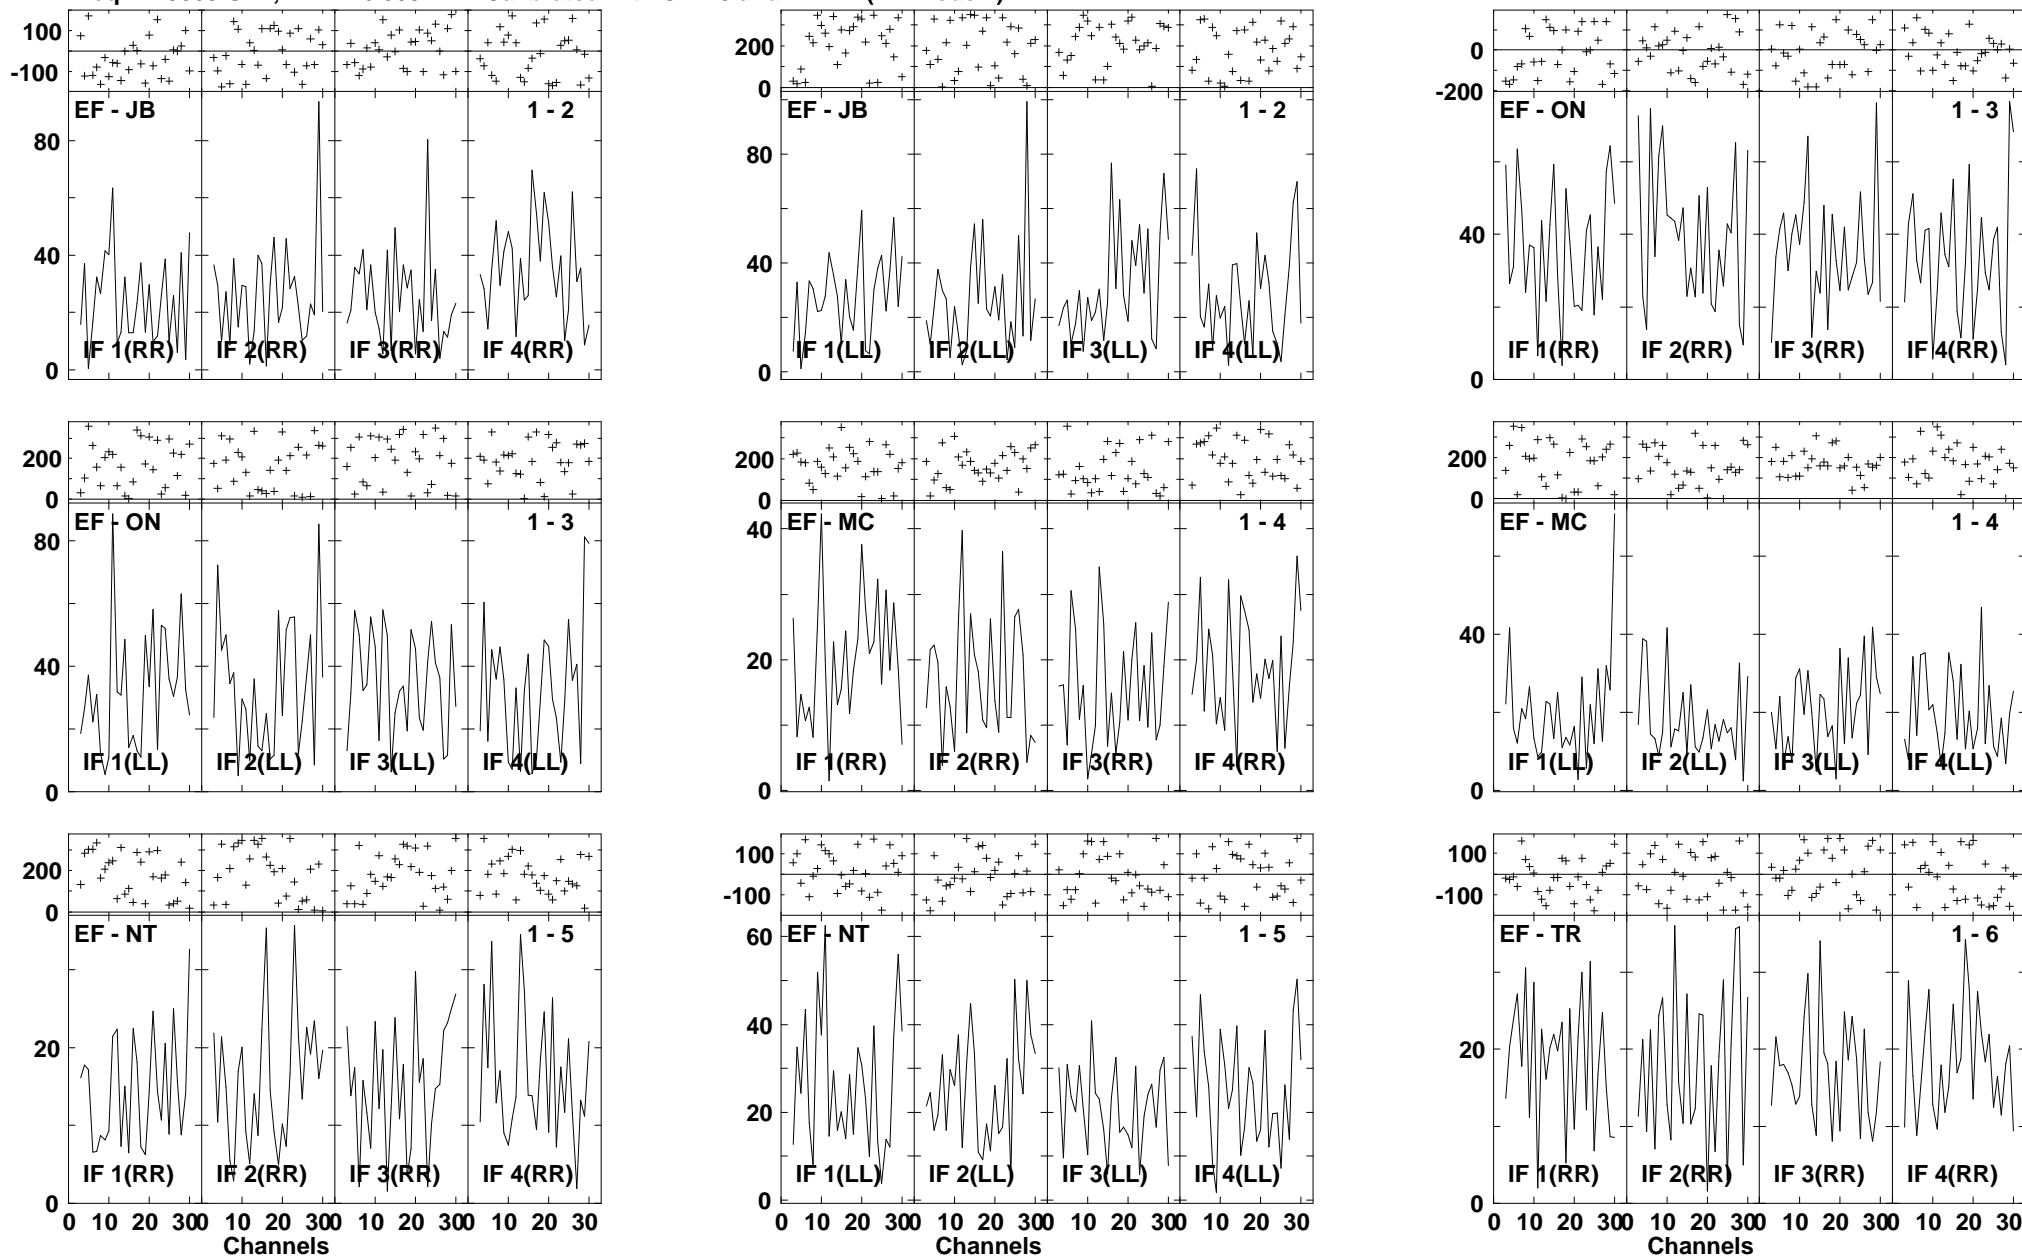 100
-100
EF - JB 1 - 2
80
40
0
IF 1(RR) IF 2(RR) IF 3(RR) IF 4(RR)
200
0
EF - JB 1 - 2
80
40
0
IF 1(LL) IF 2(LL) IF 3(LL) IF 4(LL)
0
-200
EF - ON 1 - 3
40
0
IF 1(RR) IF 2(RR) IF 3(RR) IF 4(RR)
200
0
EF - ON 1 - 3
80
40
0
IF 1(LL) IF 2(LL) IF 3(LL) IF 4(LL)
200
0
EF - MC 1 - 4
40
20
0
IF 1(RR) IF 2(RR) IF 3(RR) IF 4(RR)
200
0
EF - MC 1 - 4
40
0
IF 1(LL) IF 2(LL) IF 3(LL) IF 4(LL)
200
0
EF - NT 1 - 5
20
0
IF 1(RR) IF 2(RR) IF 3(RR) IF 4(RR)
0 10 20 30 0 10 20 30 0 10 20 30 0 10 20 30
Channels
100
-100
EF - NT 1 - 5
60
40
20
0
IF 1(LL) IF 2(LL) IF 3(LL) IF 4(LL)
0 10 20 30 0 10 20 30 0 10 20 30 0 10 20 30
Channels
100
-100
EF - TR 1 - 6
20
0
IF 1(RR) IF 2(RR) IF 3(RR) IF 4(RR)
0 10 20 30 0 10 20 30 0 10 20 30 0 10 20 30
Channels